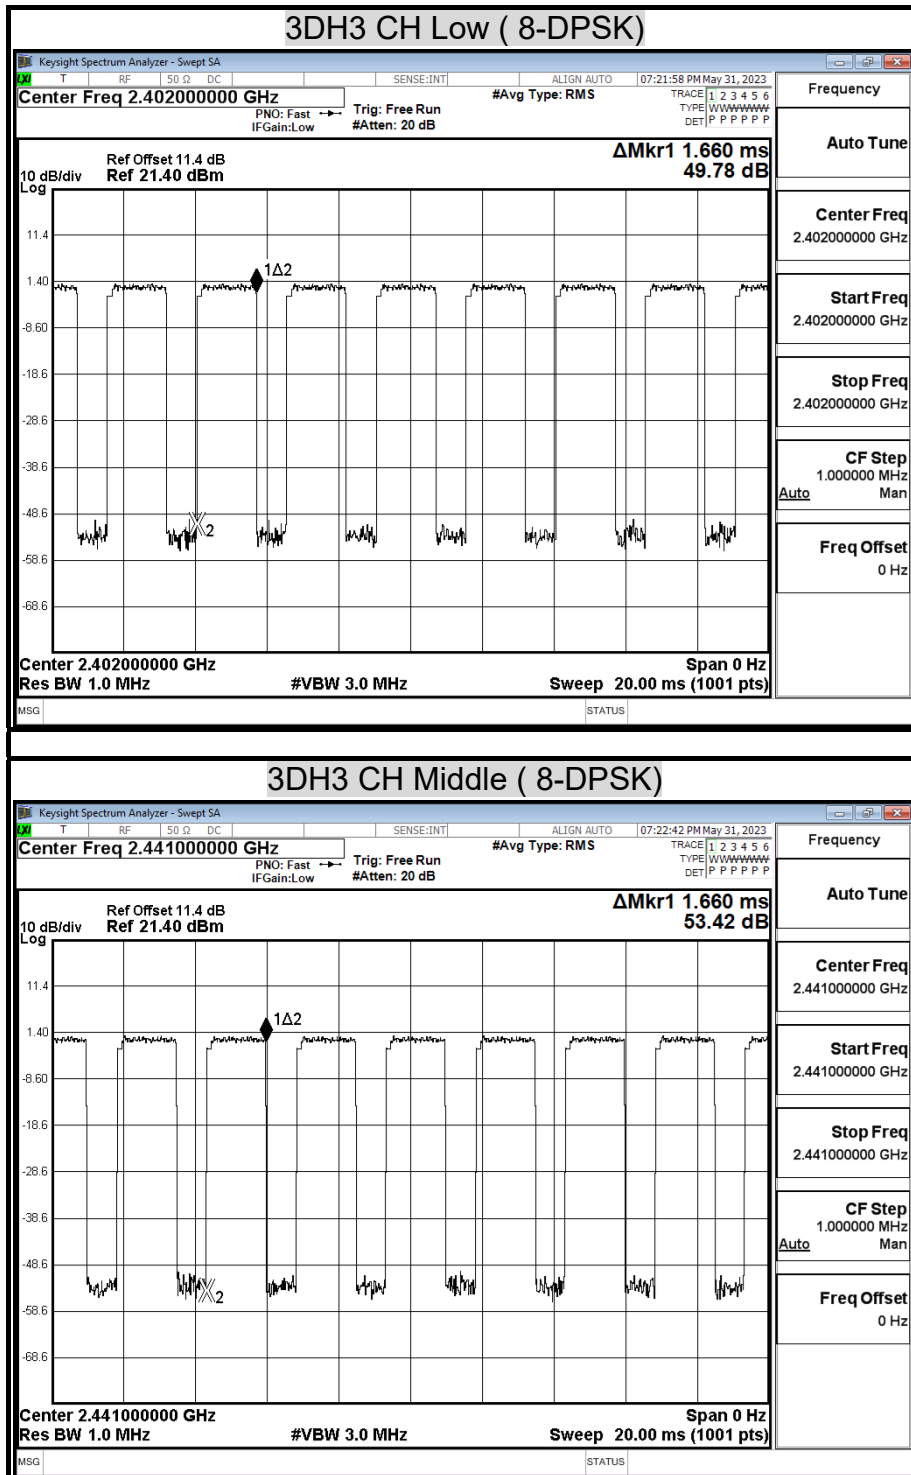 3DH3 CH Low ( 8-DPSK)
Keysight Spectrum Analyzer - Swept SA
LXI T RF 50 Ω DC SENSE:INT ALIGN AUTO 07:21:58 PM May 31, 2023
Center Freq 2.402000000 GHz #Avg Type: RMS TRACE 1 2 3 4 5 6
PNO: Fast Trig: Free Run TYPE WWWWWW
IFGain:Low #Atten: 20 dB DET P P P P P P
Frequency
Auto Tune
Center Freq
2.402000000 GHz
Start Freq
2.402000000 GHz
Stop Freq
2.402000000 GHz
CF Step
1.000000 MHz
Auto Man
Freq Offset
0 Hz
ΔMkr1 1.660 ms
49.78 dB
Ref Offset 11.4 dB
10 dB/div Ref 21.40 dBm
Log
11.4
1Δ2
1.40
-8.60
-18.6
-28.6
-38.6
-48.6
2
-58.6
-68.6
Center 2.402000000 GHz Span 0 Hz
Res BW 1.0 MHz #VBW 3.0 MHz Sweep 20.00 ms (1001 pts)
MSG STATUS
3DH3 CH Middle ( 8-DPSK)
Keysight Spectrum Analyzer - Swept SA
LXI T RF 50 Ω DC SENSE:INT ALIGN AUTO 07:22:42 PM May 31, 2023
Center Freq 2.441000000 GHz #Avg Type: RMS TRACE 1 2 3 4 5 6
PNO: Fast Trig: Free Run TYPE WWWWWW
IFGain:Low #Atten: 20 dB DET P P P P P P
Frequency
Auto Tune
Center Freq
2.441000000 GHz
Start Freq
2.441000000 GHz
Stop Freq
2.441000000 GHz
CF Step
1.000000 MHz
Auto Man
Freq Offset
0 Hz
ΔMkr1 1.660 ms
53.42 dB
Ref Offset 11.4 dB
10 dB/div Ref 21.40 dBm
Log
11.4
1Δ2
1.40
-8.60
-18.6
-28.6
-38.6
-48.6
2
-58.6
-68.6
Center 2.441000000 GHz Span 0 Hz
Res BW 1.0 MHz #VBW 3.0 MHz Sweep 20.00 ms (1001 pts)
MSG STATUS